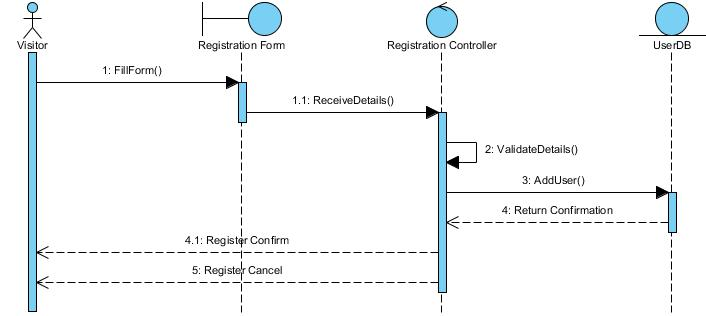 Visitor
Registration Form
Registration Controller
UserDB
1: FillForm()
1.1: ReceiveDetails()
2: ValidateDetails()
3: AddUser()
4: Return Confirmation
4.1: Register Confirm
5: Register Cancel